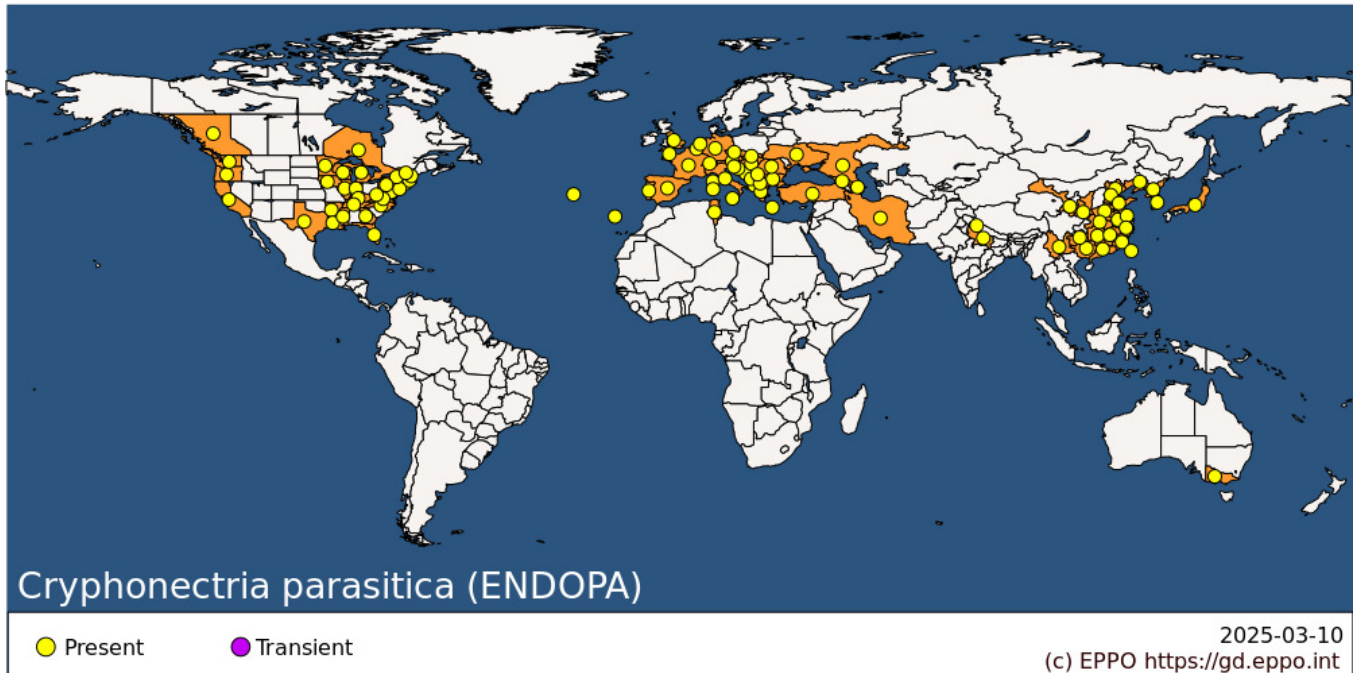 Cryphonectria parasitica (ENDOPA)
Present
Transient
2025-03-10
(c) EPPO https://gd.eppo.int